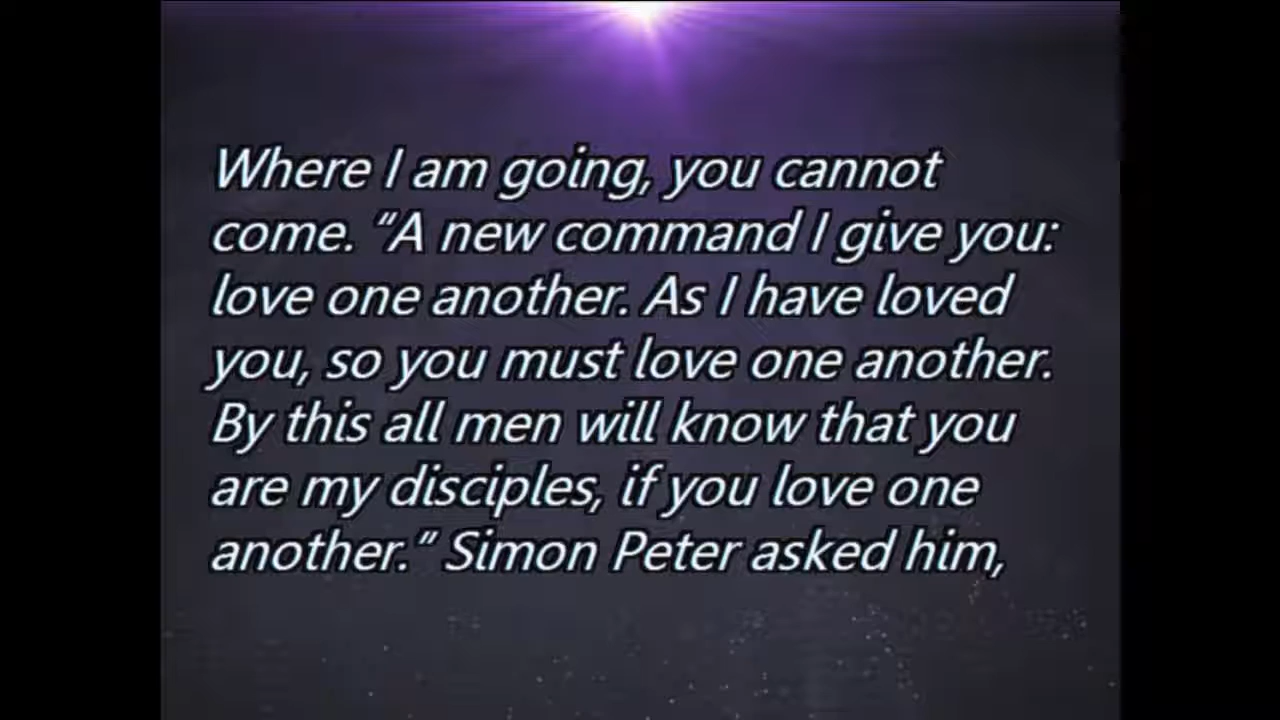 Where I am going, you cannot
come. “A new command I give you:
love one another. As I have loved
you, so you must love one another.
By this all men will know that you
are my disciples, if you love one
another.” Simon Peter asked him,